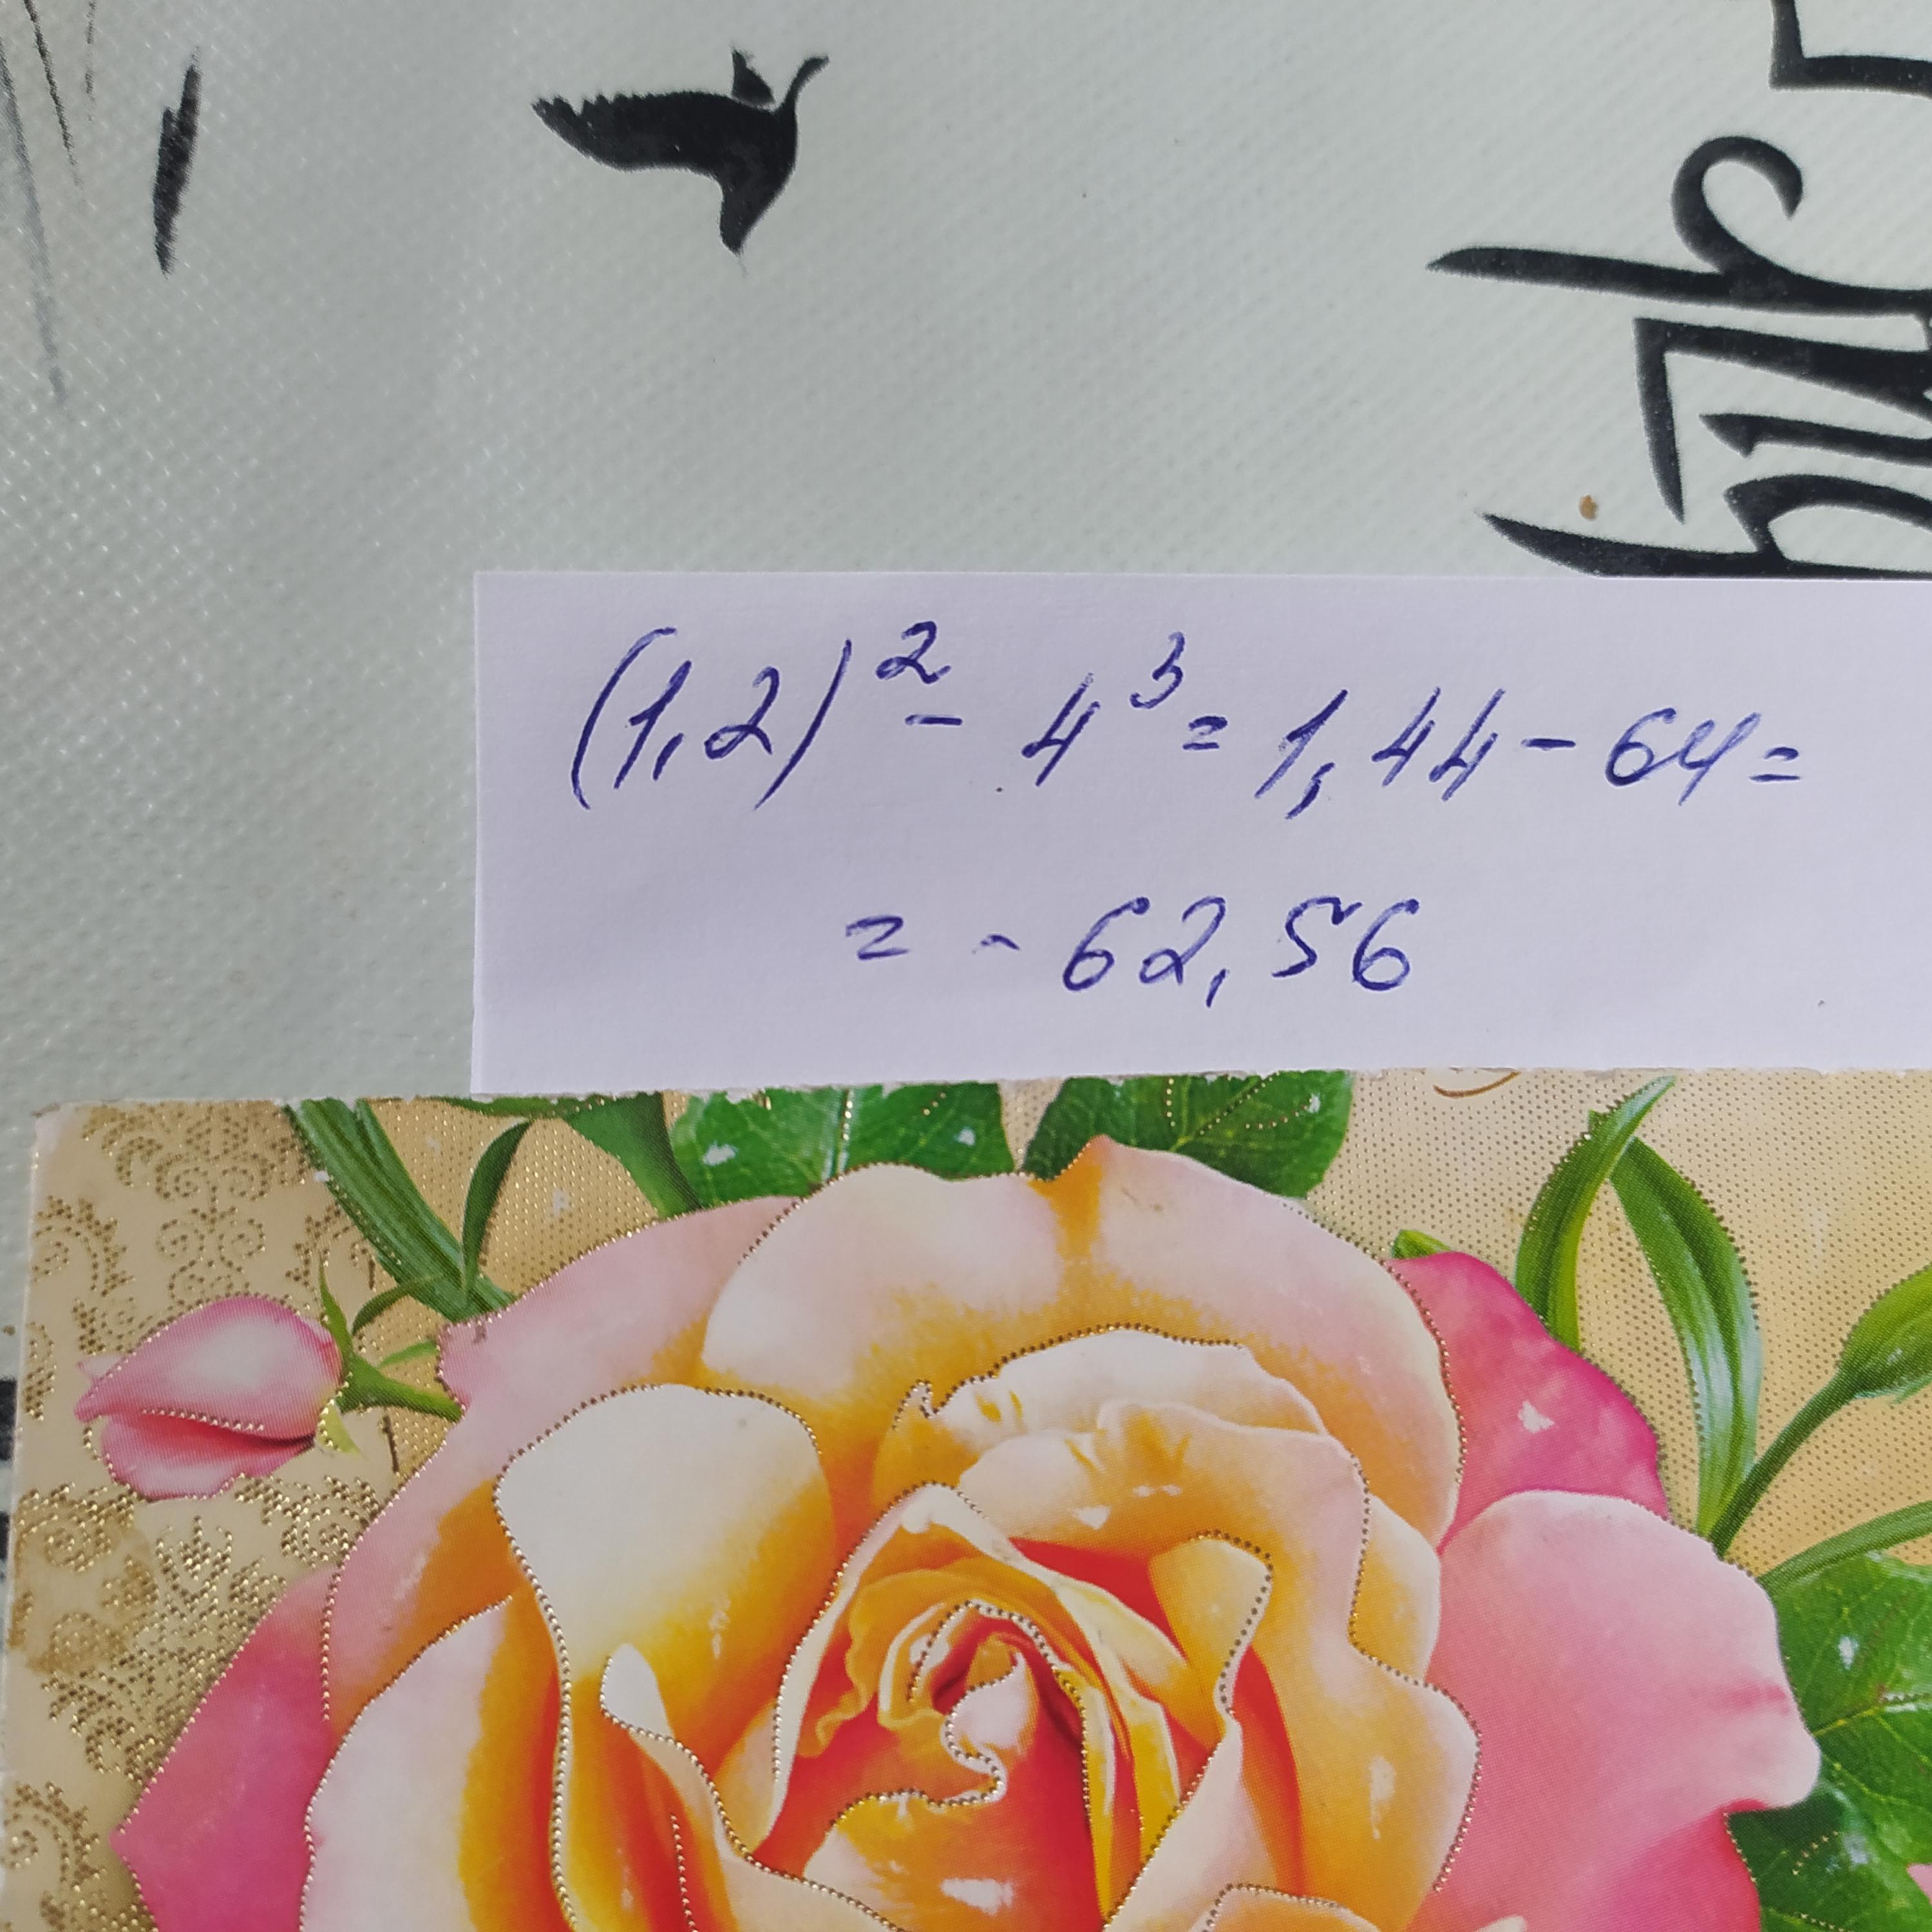 (1,2)² - 4³ = 1,44 - 64 =
= - 62,56